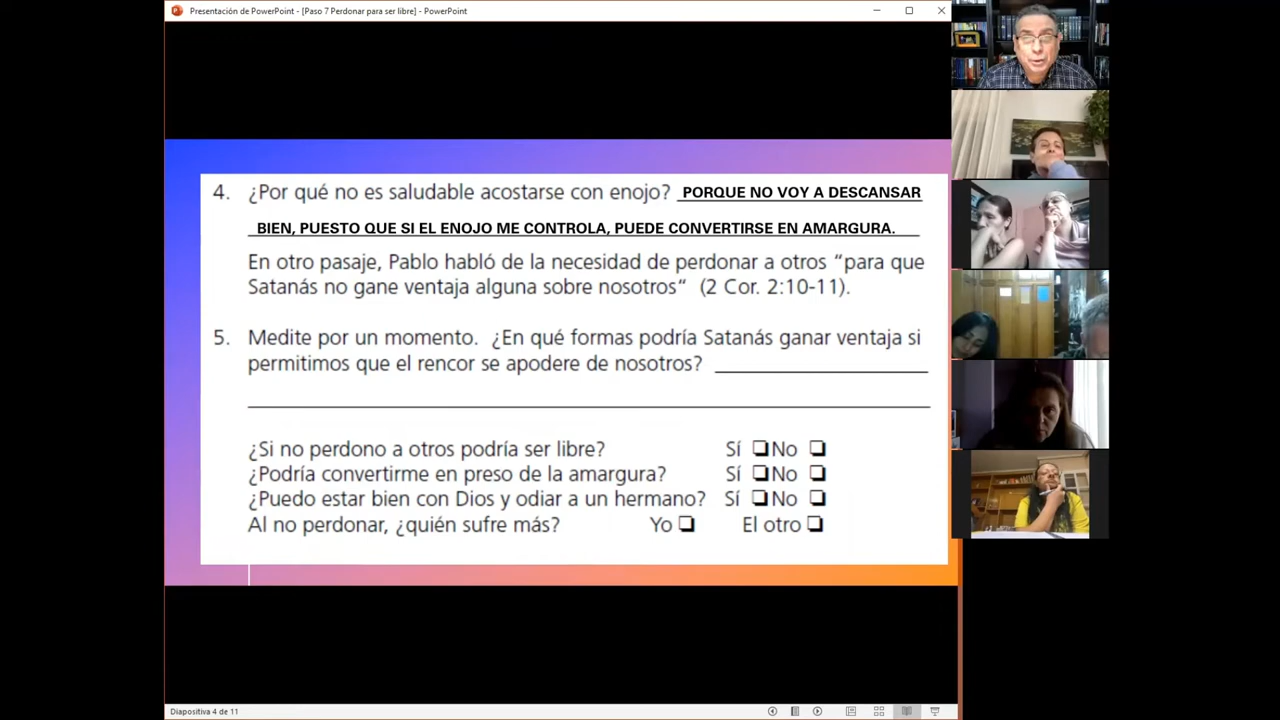 Presentación de PowerPoint - [Paso 7 Perdonar para ser libre] - PowerPoint
4. ¿Por qué no es saludable acostarse con enojo? PORQUE NO VOY A DESCANSAR
BIEN, PUESTO QUE SI EL ENOJO ME CONTROLA, PUEDE CONVERTIRSE EN AMARGURA.
En otro pasaje, Pablo habló de la necesidad de perdonar a otros “para que
Satanás no gane ventaja alguna sobre nosotros“ (2 Cor. 2:10-11).
5. Medite por un momento. ¿En qué formas podría Satanás ganar ventaja si
permitimos que el rencor se apodere de nosotros?
¿Si no perdono a otros podría ser libre? Sí ❏ No ❏
¿Podría convertirme en preso de la amargura? Sí ❏ No ❏
¿Puedo estar bien con Dios y odiar a un hermano? Sí ❏ No ❏
Al no perdonar, ¿quién sufre más? Yo ❏ El otro ❏
Diapositiva 4 de 11